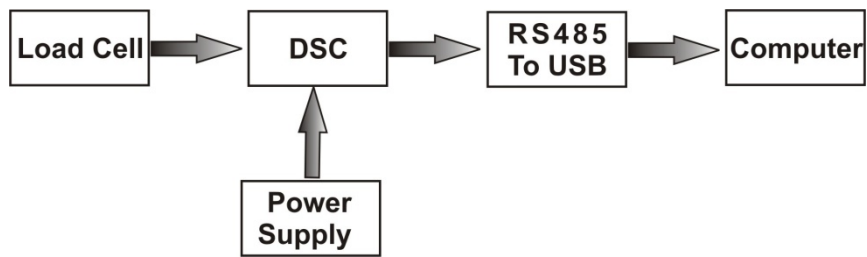 Load Cell
DSC
RS485
To USB
Computer
Power
Supply